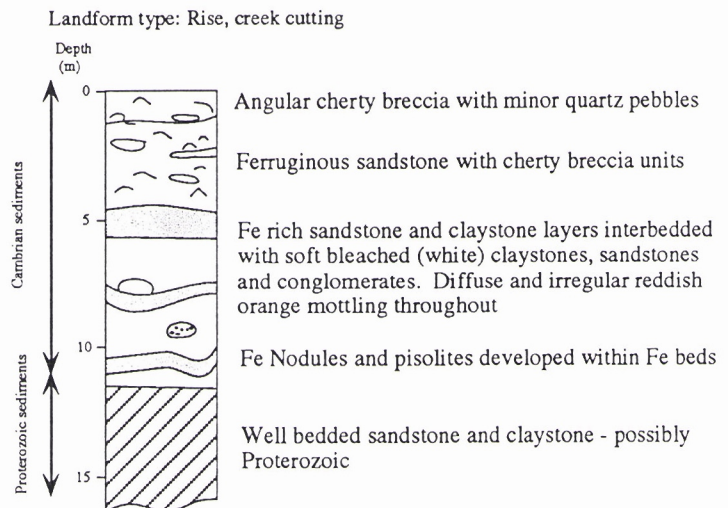 Landform type: Rise, creek cutting
Depth
(m)
0
Angular cherty breccia with minor quartz pebbles
Ferruginous sandstone with cherty breccia units
5
Fe rich sandstone and claystone layers interbedded
with soft bleached (white) claystones, sandstones
and conglomerates. Diffuse and irregular reddish
orange mottling throughout
10
Fe Nodules and pisolites developed within Fe beds
Well bedded sandstone and claystone - possibly
Proterozoic
15
Cambrian sediments
Proterozoic sediments